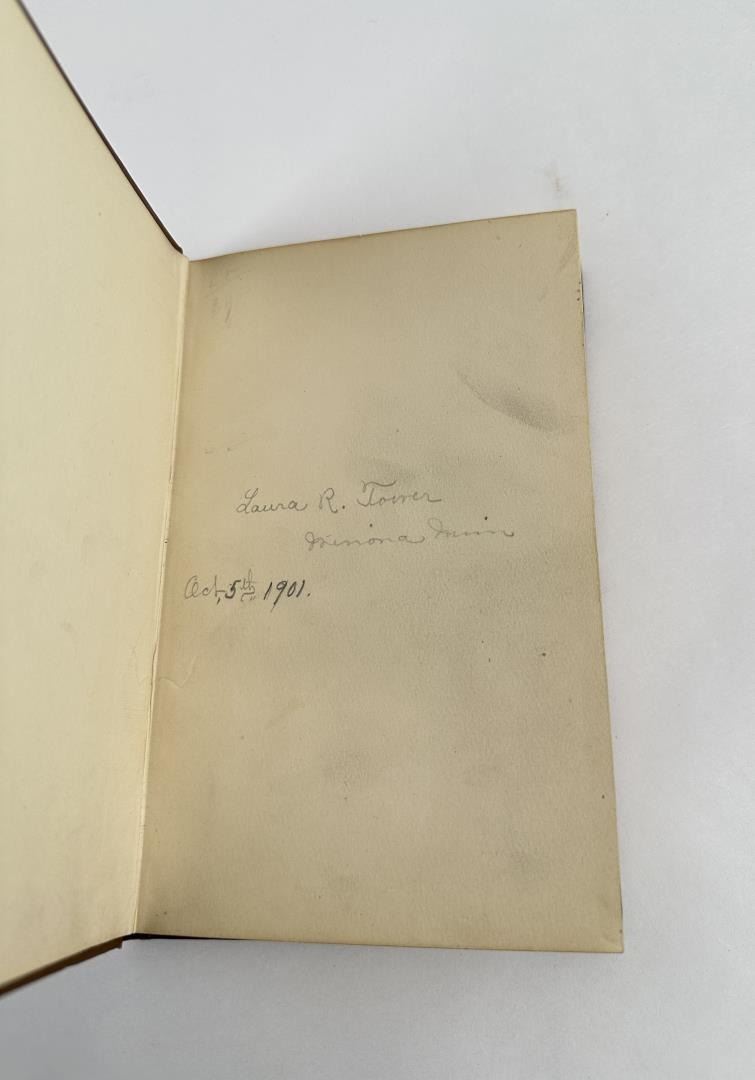 Laura R. Tower
Winona Minn
Oct, 5th 1901.